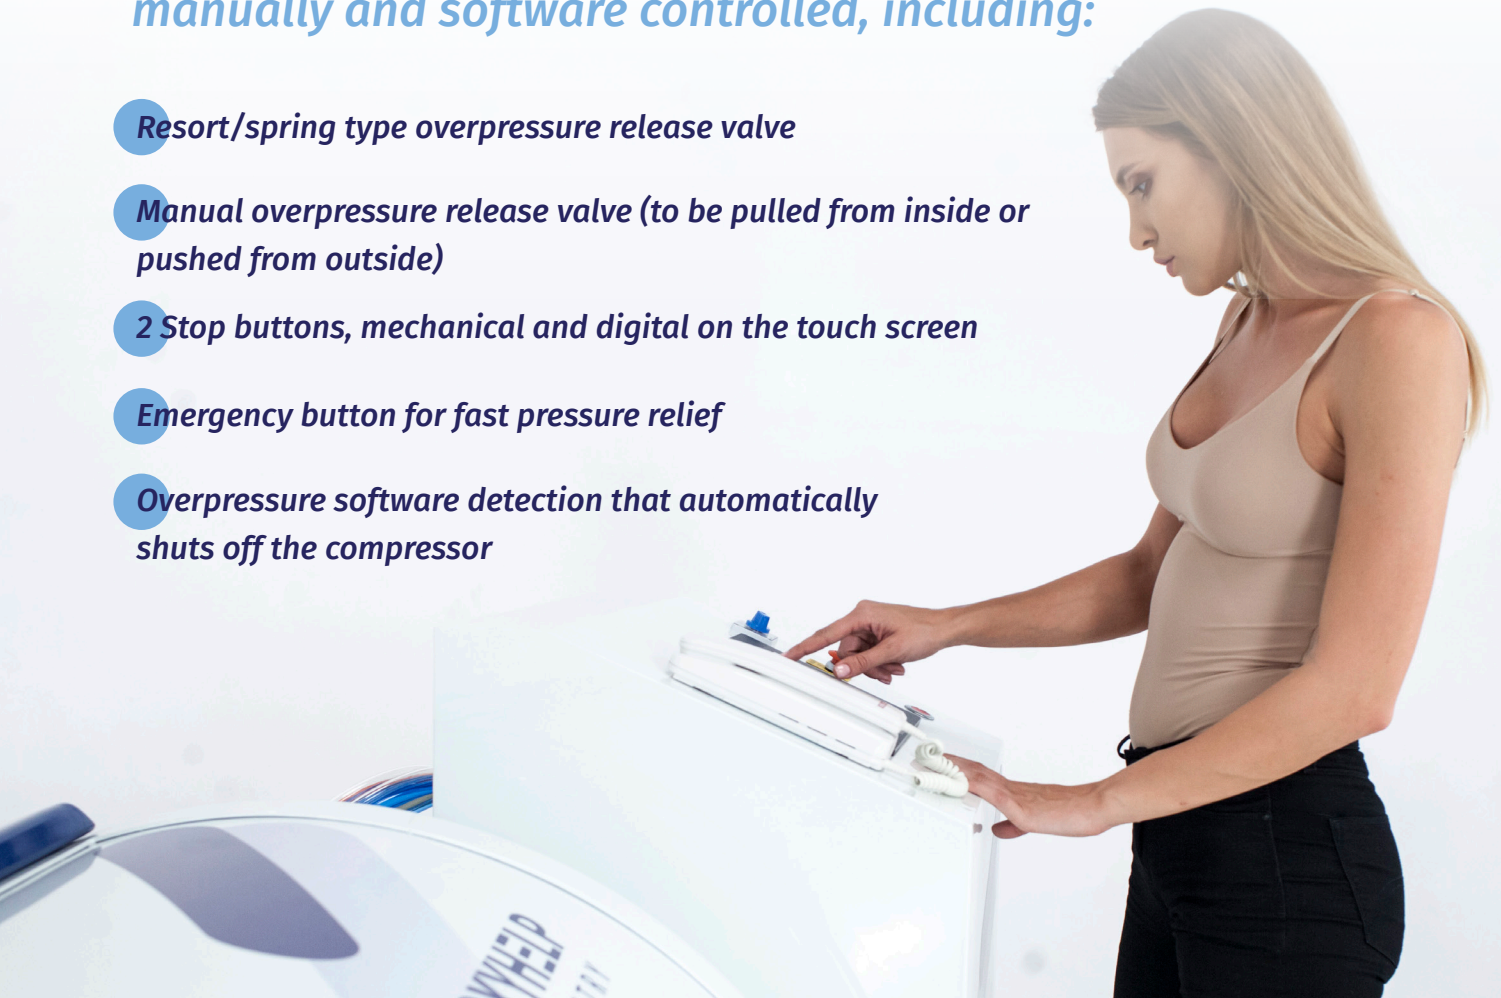 manually and software controlled, including:
Resort/spring type overpressure release valve
Manual overpressure release valve (to be pulled from inside or
pushed from outside)
2 Stop buttons, mechanical and digital on the touch screen
Emergency button for fast pressure relief
Overpressure software detection that automatically
shuts off the compressor